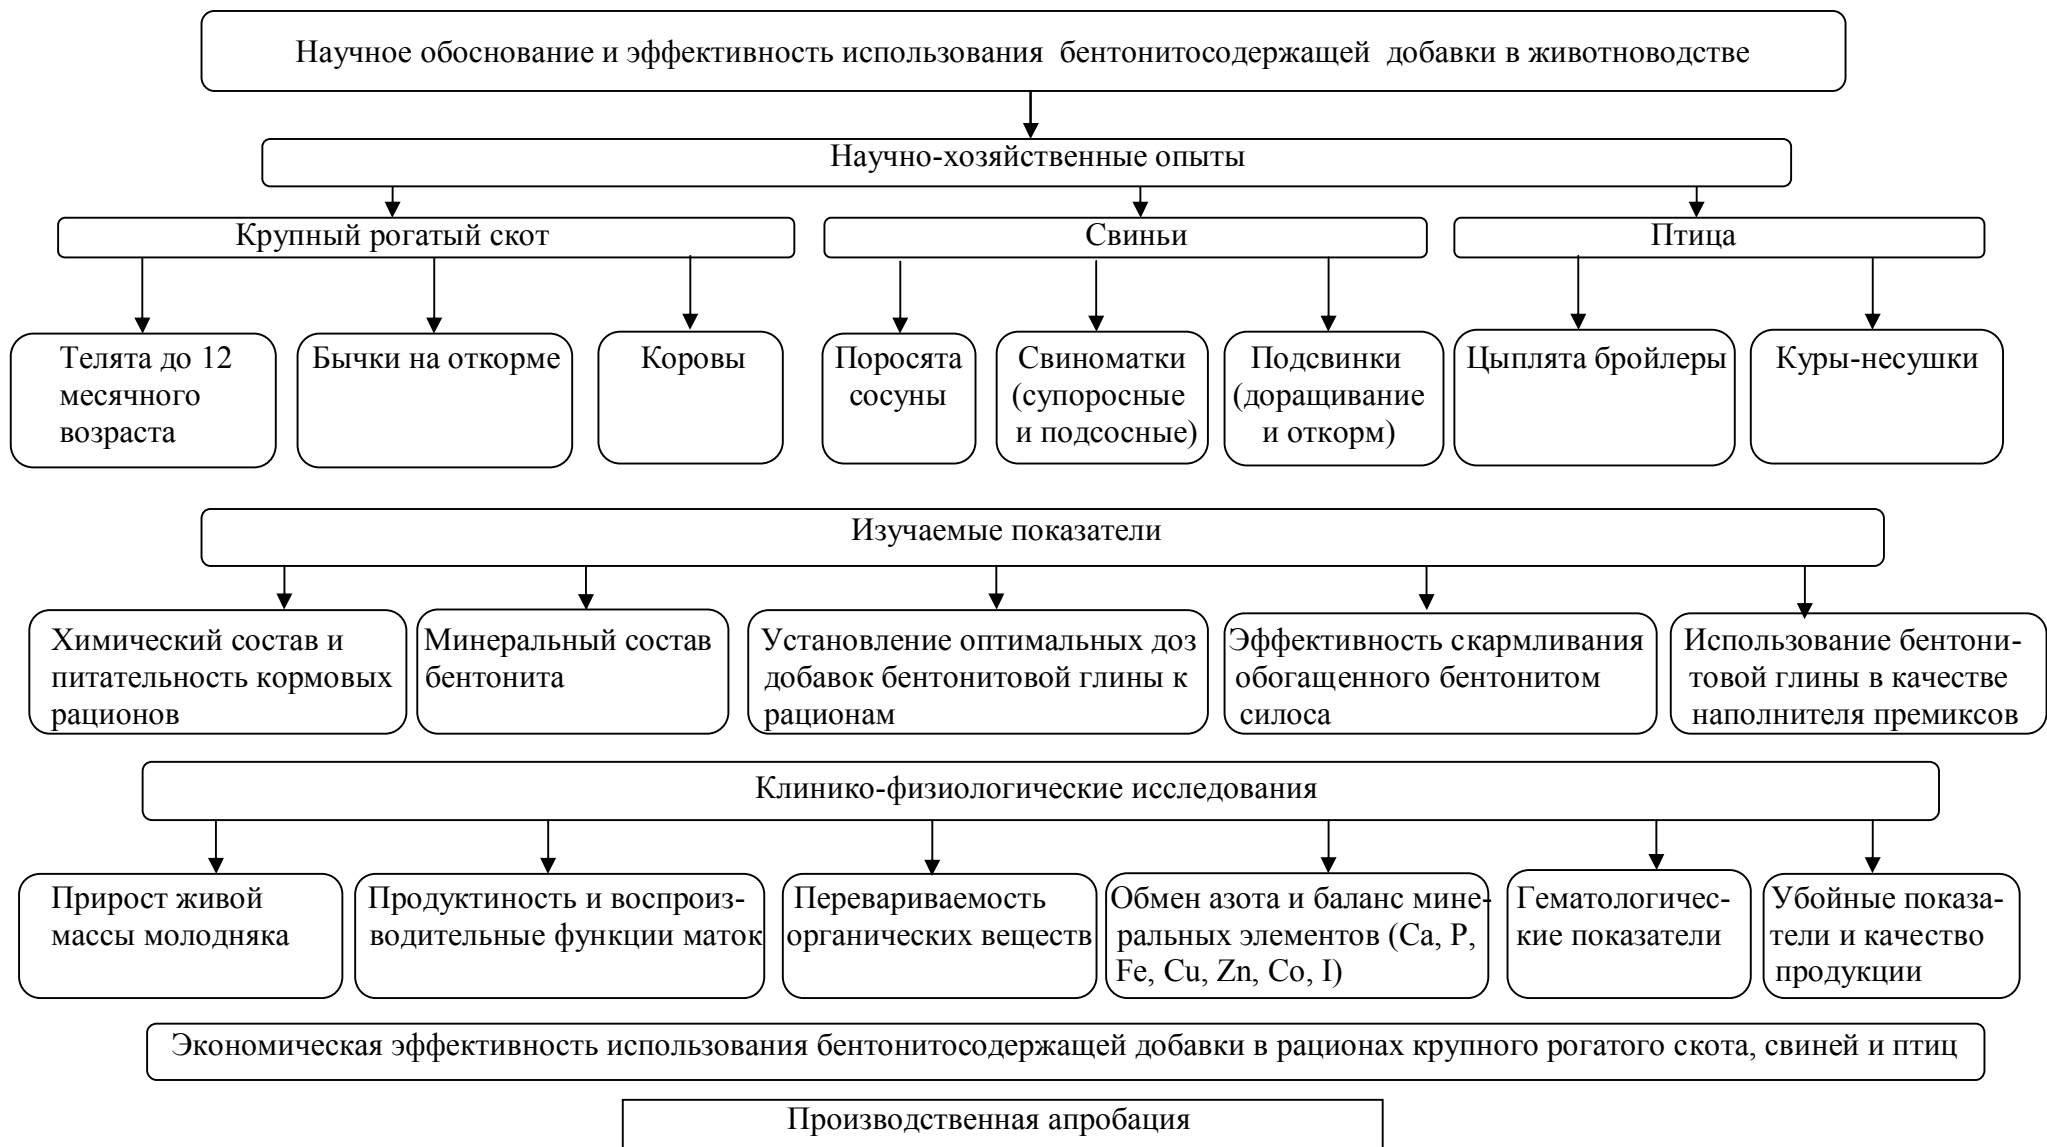 Научное обоснование и эффективность использования бентонитосодержащей добавки в животноводстве
Научно-хозяйственные опыты
Крупный рогатый скот
Свиньи
Птица
Телята до 12
месячного
возраста
Бычки на откорме
Коровы
Поросята
сосуны
Свиноматки
(супоросные
и подсосные)
Подсвинки
(доращивание
и откорм)
Цыплята бройлеры
Куры-несушки
Изучаемые показатели
Химический состав и
питательность кормовых
рационов
Минеральный состав
бентонита
Установление оптимальных доз
добавок бентонитовой глины к
рационам
Эффективность скармливания
обогащенного бентонитом
силоса
Использование бентони-
товой глины в качестве
наполнителя премиксов
Клинико-физиологические исследования
Прирост живой
массы молодняка
Продуктиность и воспроиз-
водительные функции маток
Перевариваемость
органических веществ
Обмен азота и баланс мине-
ральных элементов (Ca, P,
Fe, Cu, Zn, Co, I)
Гематологичес-
кие показатели
Убойные показа-
тели и качество
продукции
Экономическая эффективность использования бентонитосодержащей добавки в рационах крупного рогатого скота, свиней и птиц
Производственная апробация